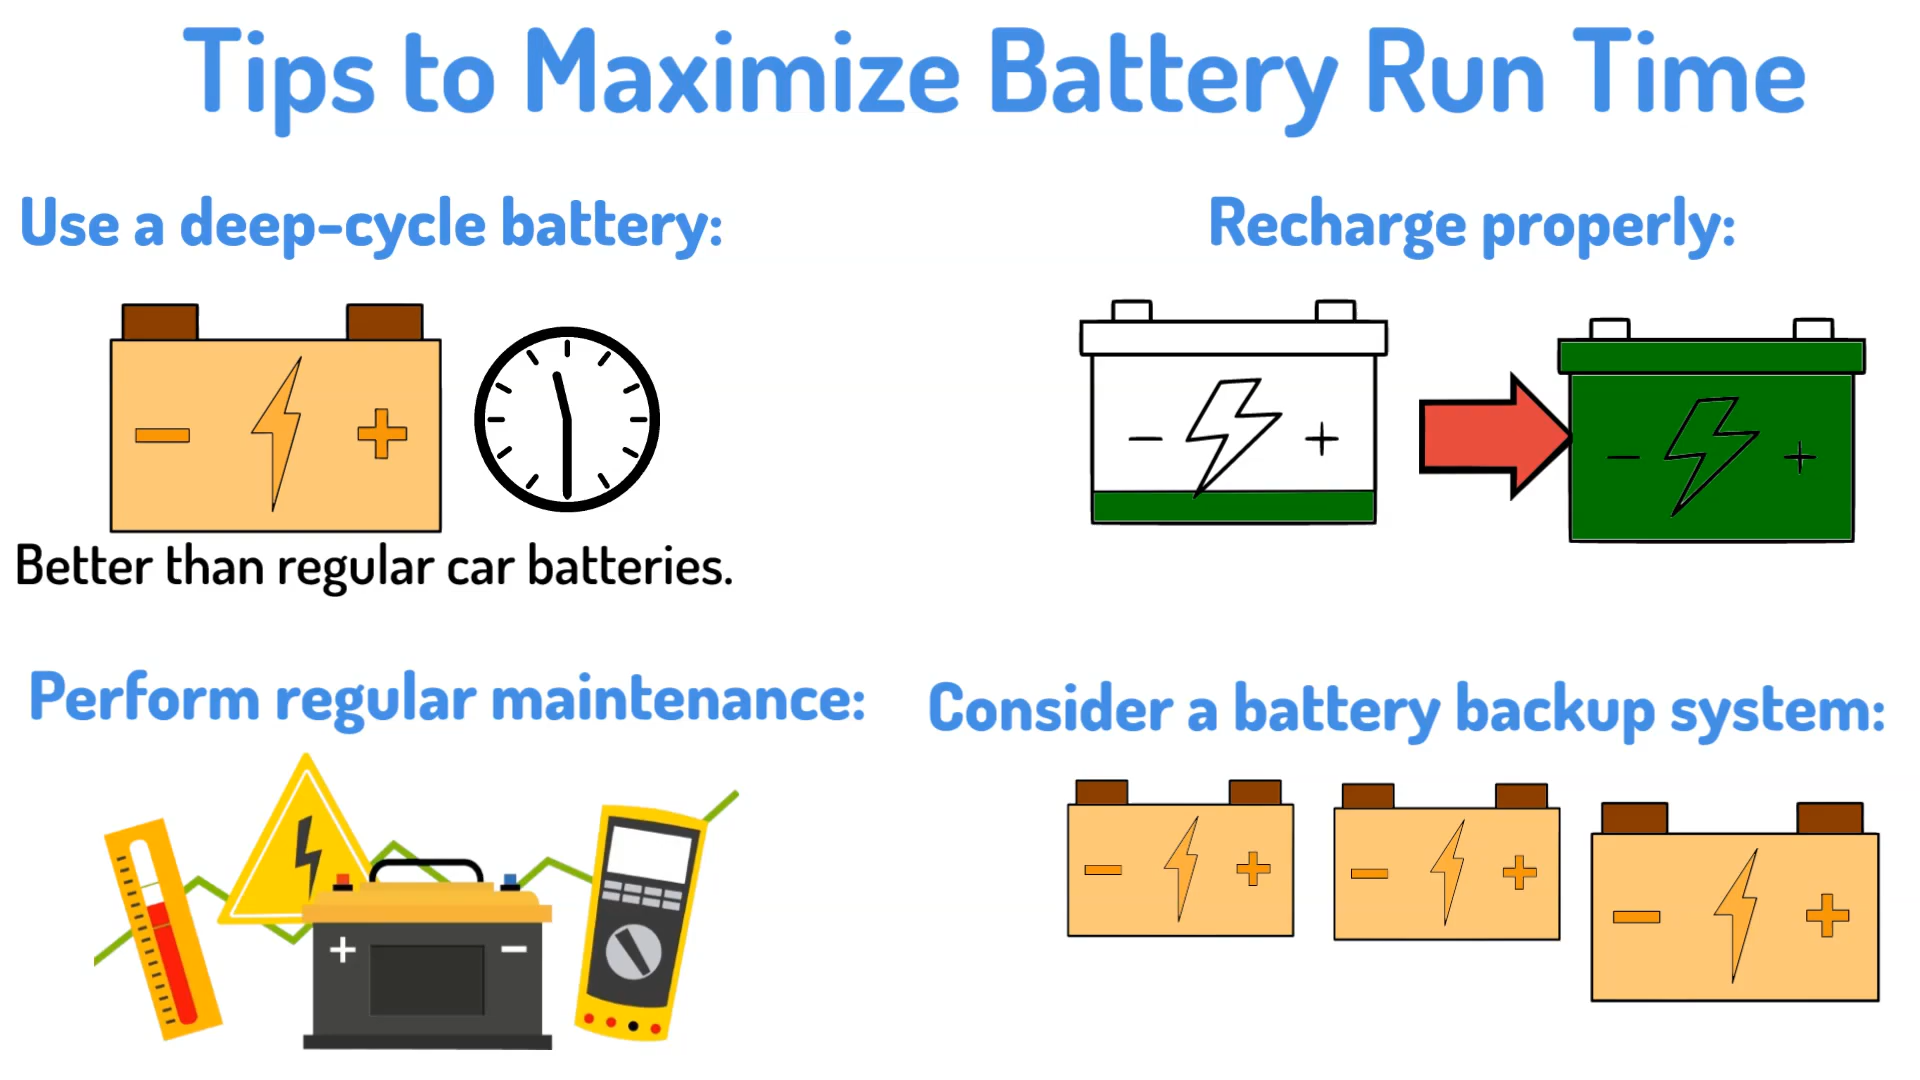 Tips to Maximize Battery Run Time
Use a deep-cycle battery:
Recharge properly:
Better than regular car batteries.
Perform regular maintenance:
Consider a battery backup system: